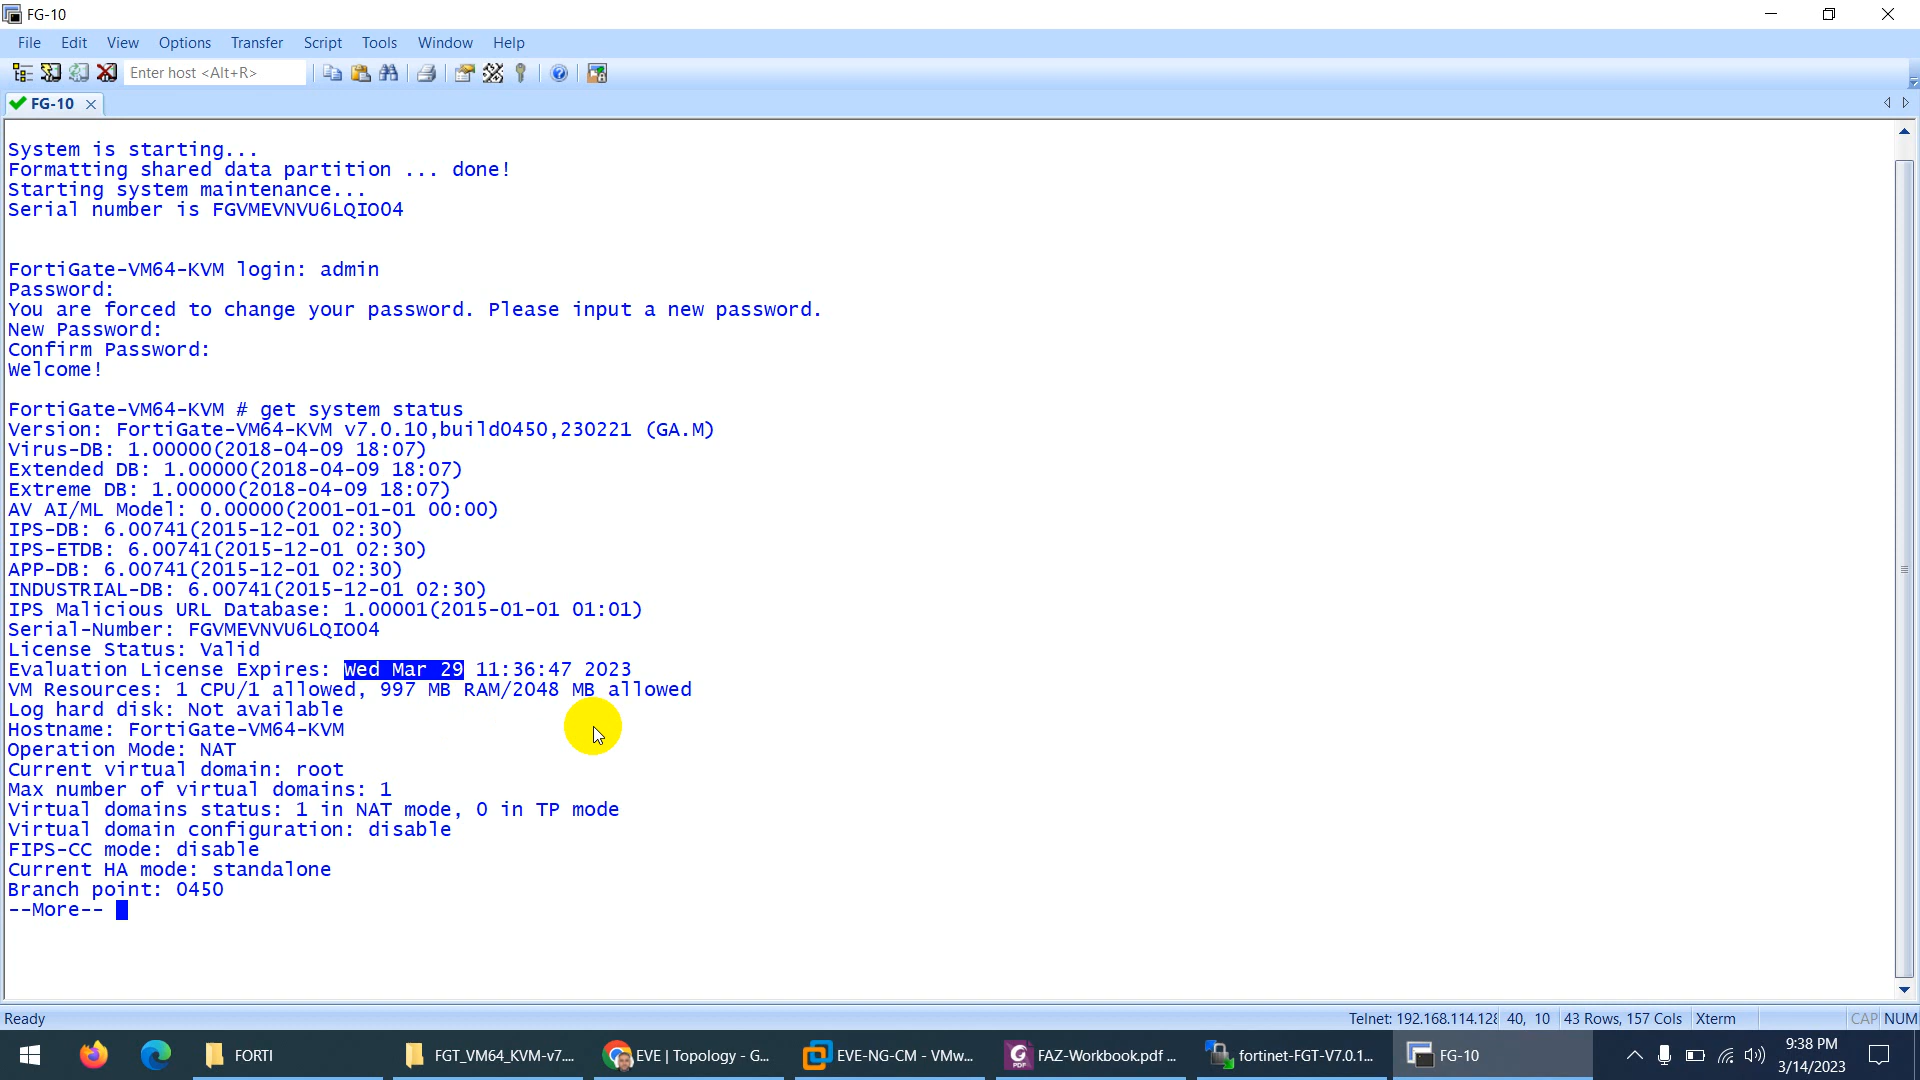 FG-10
File Edit View Options Transfer Script Tools Window Help
Enter host <Alt+R>
FG-10
System is starting...
Formatting shared data partition ... done!
Starting system maintenance...
Serial number is FGVMEVNVU6LQIO04
FortiGate-VM64-KVM login: admin
Password:
You are forced to change your password. Please input a new password.
New Password:
Confirm Password:
Welcome!
FortiGate-VM64-KVM # get system status
Version: FortiGate-VM64-KVM v7.0.10,build0450,230221 (GA.M)
Virus-DB: 1.00000(2018-04-09 18:07)
Extended DB: 1.00000(2018-04-09 18:07)
Extreme DB: 1.00000(2018-04-09 18:07)
AV AI/ML Model: 0.00000(2001-01-01 00:00)
IPS-DB: 6.00741(2015-12-01 02:30)
IPS-ETDB: 6.00741(2015-12-01 02:30)
APP-DB: 6.00741(2015-12-01 02:30)
INDUSTRIAL-DB: 6.00741(2015-12-01 02:30)
IPS Malicious URL Database: 1.00001(2015-01-01 01:01)
Serial-Number: FGVMEVNVU6LQIO04
License Status: Valid
Evaluation License Expires: Wed Mar 29 11:36:47 2023
VM Resources: 1 CPU/1 allowed, 997 MB RAM/2048 MB allowed
Log hard disk: Not available
Hostname: FortiGate-VM64-KVM
Operation Mode: NAT
Current virtual domain: root
Max number of virtual domains: 1
Virtual domains status: 1 in NAT mode, 0 in TP mode
Virtual domain configuration: disable
FIPS-CC mode: disable
Current HA mode: standalone
Branch point: 0450
--More--
Ready Telnet: 192.168.114.128 40, 10 43 Rows, 157 Cols Xterm CAP NUM
FORTI FGT_VM64_KVM-v7.... EVE | Topology - G... EVE-NG-CM - VMw... FAZ-Workbook.pdf ... fortinet-FGT-V7.0.1... FG-10 9:38 PM
3/14/2023